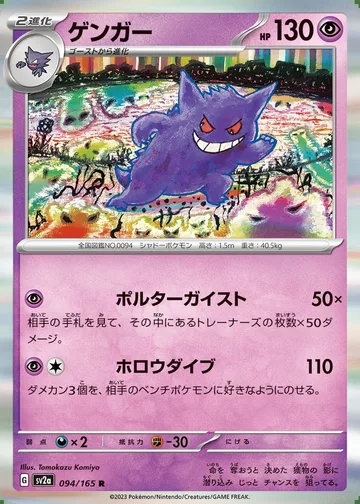 2進化
ゲンガー
HP 130
ゴーストから進化
全国図鑑NO.0094 シャドーポケモン 高さ：1.5m 重さ：40.5kg
ポルターガイスト 50×
相手の手札を見て、その中にあるトレーナーズの枚数×50ダ
メージ。
ホロウダイブ 110
ダメカン3個を、相手のベンチポケモンに好きなようにのせる。
弱点 ×2 抵抗力 -30 にげる
Illus. Tomokazu Komiya
G sv2a 094/165 R
命を 奪おうと 決めた 獲物の 影に
潜り込み じっと チャンスを 狙ってる。
©2023 Pokémon/Nintendo/Creatures/GAME FREAK.